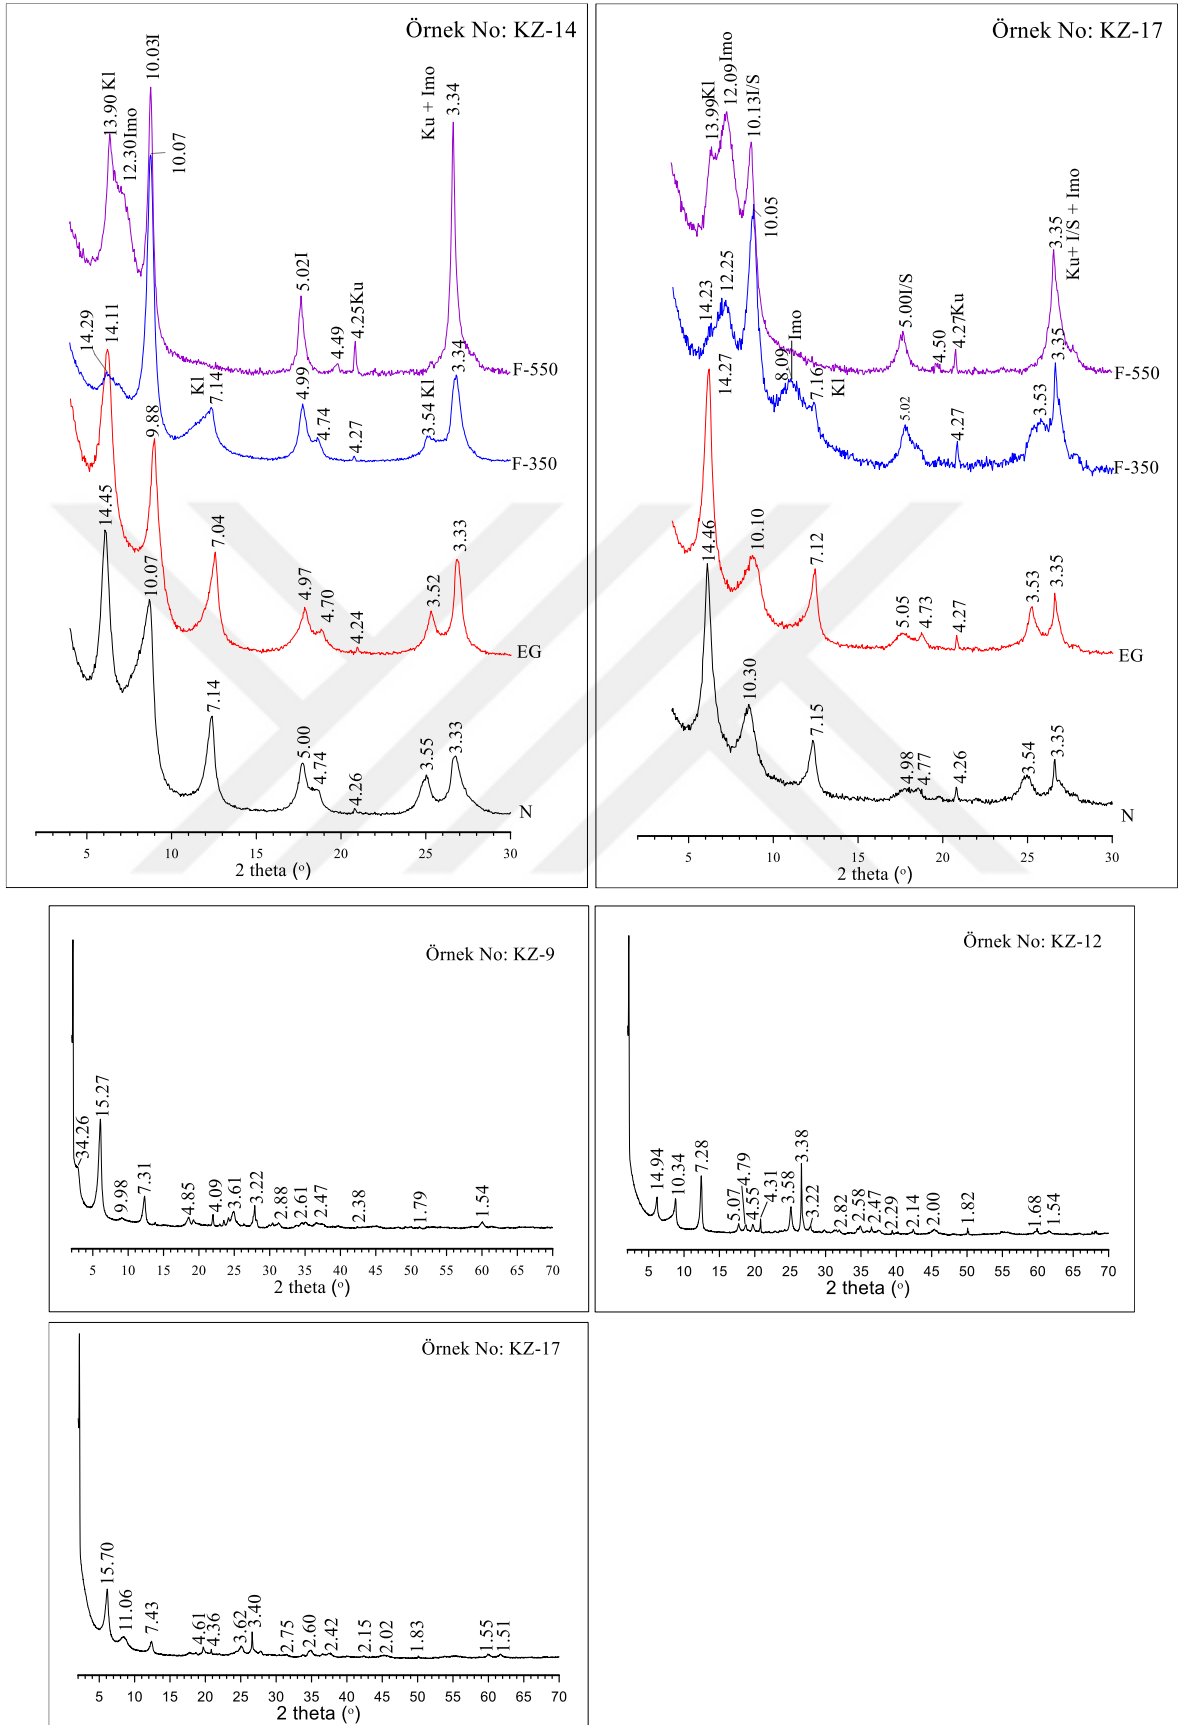 Örnek No: KZ-14
13.90 Kl
12.30Imo
10.03I
10.07
5.02I
4.49
4.25Ku
Ku + Imo
3.34
F-550
14.29
14.11
Kl
7.14
4.99
4.74
4.27
3.54 Kl
3.34
F-350
9.88
7.04
4.97
4.70
4.24
3.52
3.33
EG
14.45
10.07
7.14
5.00
4.74
4.26
3.55
3.33
N
5 10 15 20 25 30
2 theta (o)
Örnek No: KZ-17
13.99Kl
12.09Imo
10.13I/S
5.00I/S
4.50
4.27Ku
3.35
Ku+ I/S + Imo
F-550
14.23
12.25
10.05
8.09
Imo
7.16
Kl
5.02
4.27
3.53
3.35
F-350
14.27
10.10
7.12
5.05
4.73
4.27
3.53
3.35
EG
14.46
10.30
7.15
4.98
4.77
4.26
3.54
3.35
N
5 10 15 20 25 30
2 theta (o)
Örnek No: KZ-9
34.26
15.27
9.98
7.31
4.85
4.09
3.61
3.22
2.88
2.61
2.47
2.38
1.79
1.54
5 10 15 20 25 30 35 40 45 50 55 60 65 70
2 theta (o)
Örnek No: KZ-12
14.94
10.34
7.28
5.07
4.79
4.55
4.31
3.58
3.38
3.22
2.82
2.58
2.47
2.29
2.14
2.00
1.82
1.68
1.54
5 10 15 20 25 30 35 40 45 50 55 60 65 70
2 theta (o)
Örnek No: KZ-17
15.70
11.06
7.43
4.61
4.36
3.62
3.40
2.75
2.60
2.42
2.15
2.02
1.83
1.55
1.51
5 10 15 20 25 30 35 40 45 50 55 60 65 70
2 theta (o)